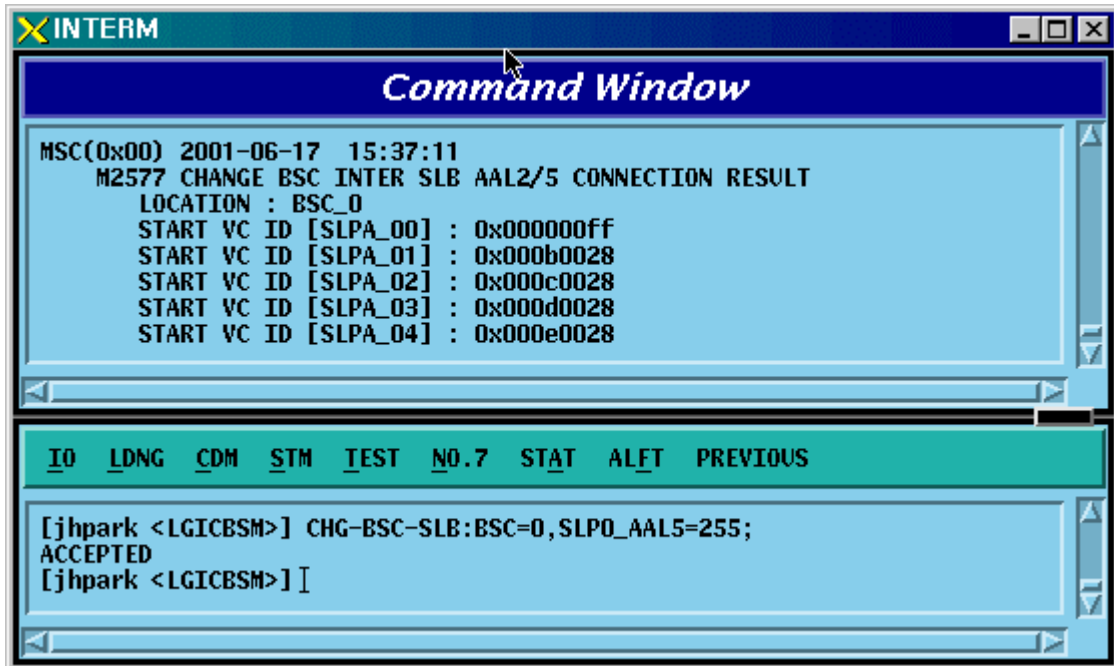 INTERM
Command Window
MSC(0x00) 2001-06-17 15:37:11
M2577 CHANGE BSC INTER SLB AAL2/5 CONNECTION RESULT
LOCATION : BSC_0
START VC ID [SLPA_00] : 0x000000ff
START VC ID [SLPA_01] : 0x000b0028
START VC ID [SLPA_02] : 0x000c0028
START VC ID [SLPA_03] : 0x000d0028
START VC ID [SLPA_04] : 0x000e0028
IO LDNG CDM STM TEST NO.7 STAT ALFT PREVIOUS
[jhpark <LGICBSM>] CHG-BSC-SLB:BSC=0,SLP0_AAL5=255;
ACCEPTED
[jhpark <LGICBSM>]